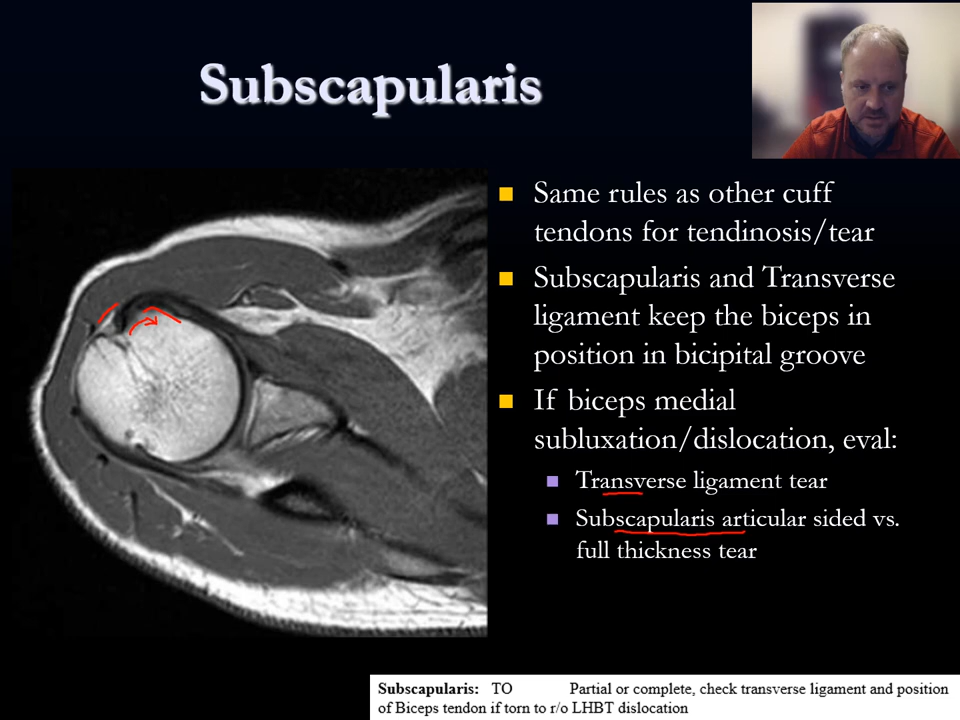 Subscapularis
Same rules as other cuff
tendons for tendinosis/tear
Subscapularis and Transverse
ligament keep the biceps in
position in bicipital groove
If biceps medial
subluxation/dislocation, eval:
Transverse ligament tear
Subscapularis articular sided vs.
full thickness tear
Subscapularis: TO Partial or complete, check transverse ligament and position
of Biceps tendon if torn to r/o LHBT dislocation